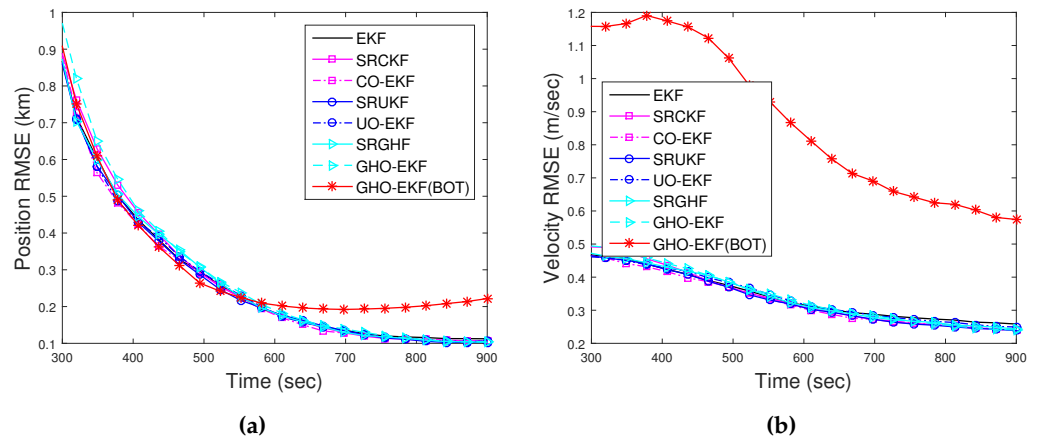 1
0.9
0.8
0.7
0.6
0.5
0.4
0.3
0.2
0.1
Position RMSE (km)
300 400 500 600 700 800 900
Time (sec)
EKF
SRCKF
CO-EKF
SRUKF
UO-EKF
SRGHF
GHO-EKF
GHO-EKF(BOT)
(a)
1.2
1.1
1
0.9
0.8
0.7
0.6
0.5
0.4
0.3
0.2
Velocity RMSE (m/sec)
300 400 500 600 700 800 900
Time (sec)
EKF
SRCKF
CO-EKF
SRUKF
UO-EKF
SRGHF
GHO-EKF
GHO-EKF(BOT)
(b)